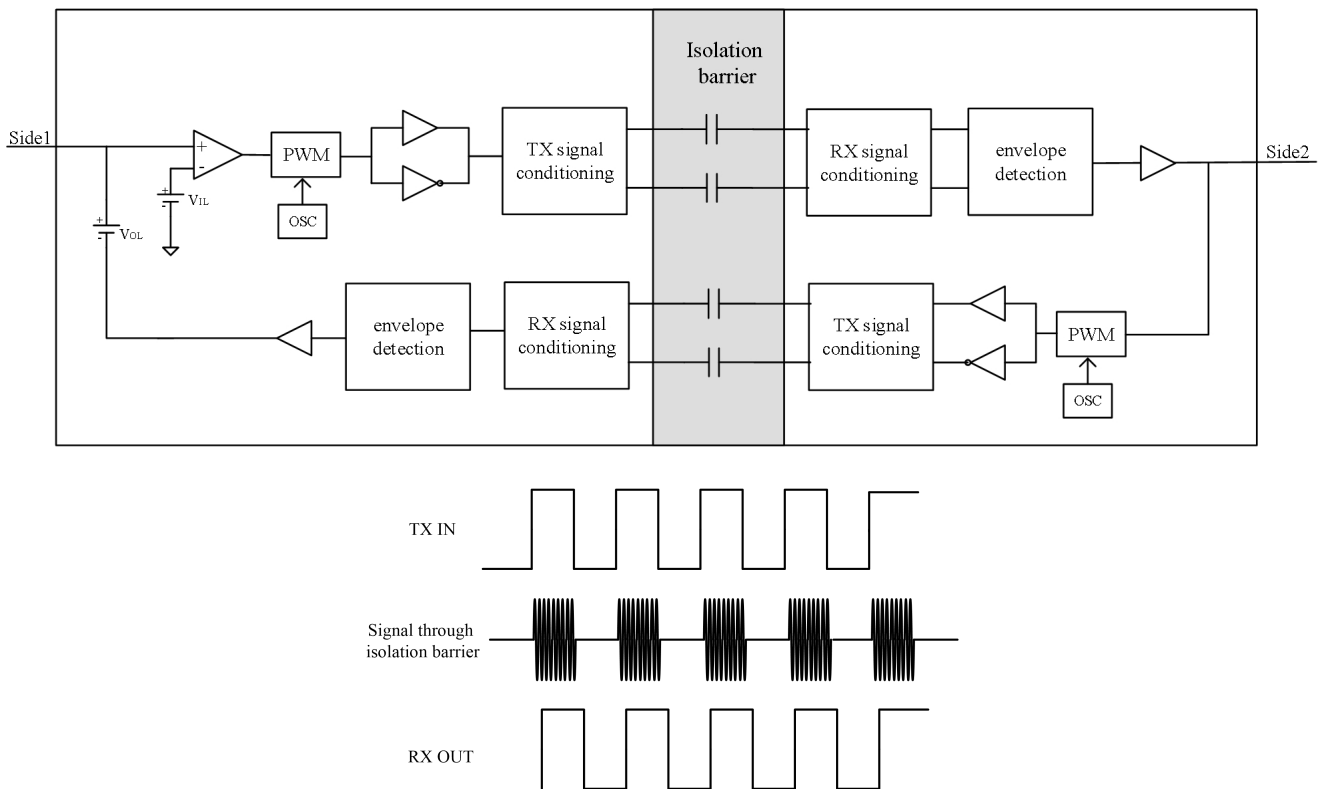 Isolation
barrier
Side1
+
-
+
-
VIL
PWM
OSC
TX signal
conditioning
RX signal
conditioning
envelope
detection
Side2
+
-
VOL
envelope
detection
RX signal
conditioning
TX signal
conditioning
PWM
OSC
TX IN
Signal through
isolation barrier
RX OUT